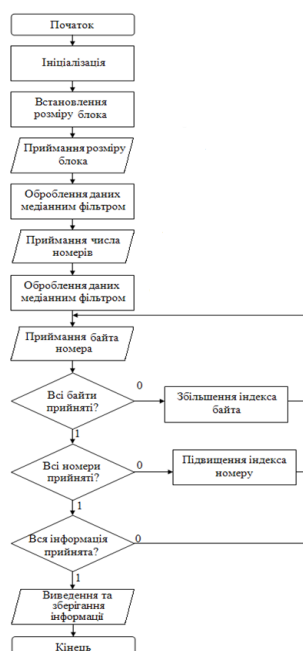 Початок
Ініціалізація
Встановлення
розміру блока
Приймання розміру
блока
Оброблення даних
медіанним фільтром
Приймання числа
номерів
Оброблення даних
медіанним фільтром
Приймання байта
номера
Всі байти
прийняті?
0
Збільшення індекса
байта
1
Всі номери
прийняті?
0
Підвищення індекса
номеру
1
Вся інформація
прийнята?
0
1
Виведення та
зберігання
інформації
Кінець